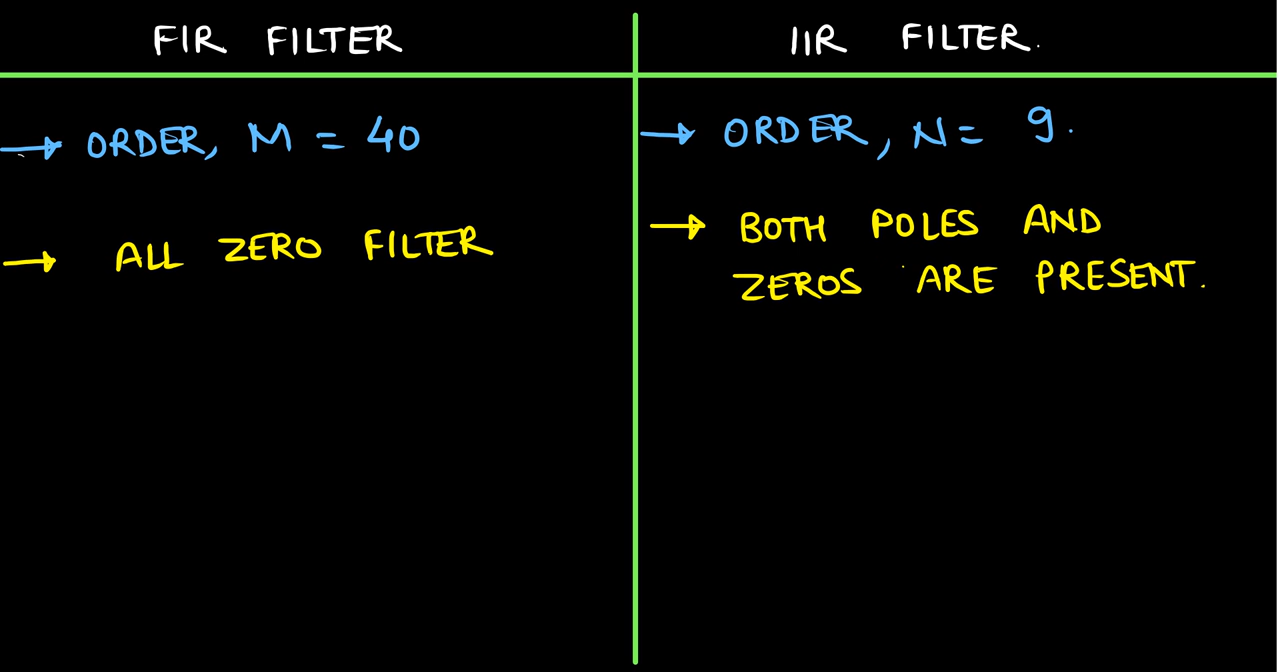 FIR FILTER
IIR FILTER.
→ ORDER, M = 40
→ ORDER, N = 9.
→ ALL ZERO FILTER
→ BOTH POLES AND
ZEROS ARE PRESENT.